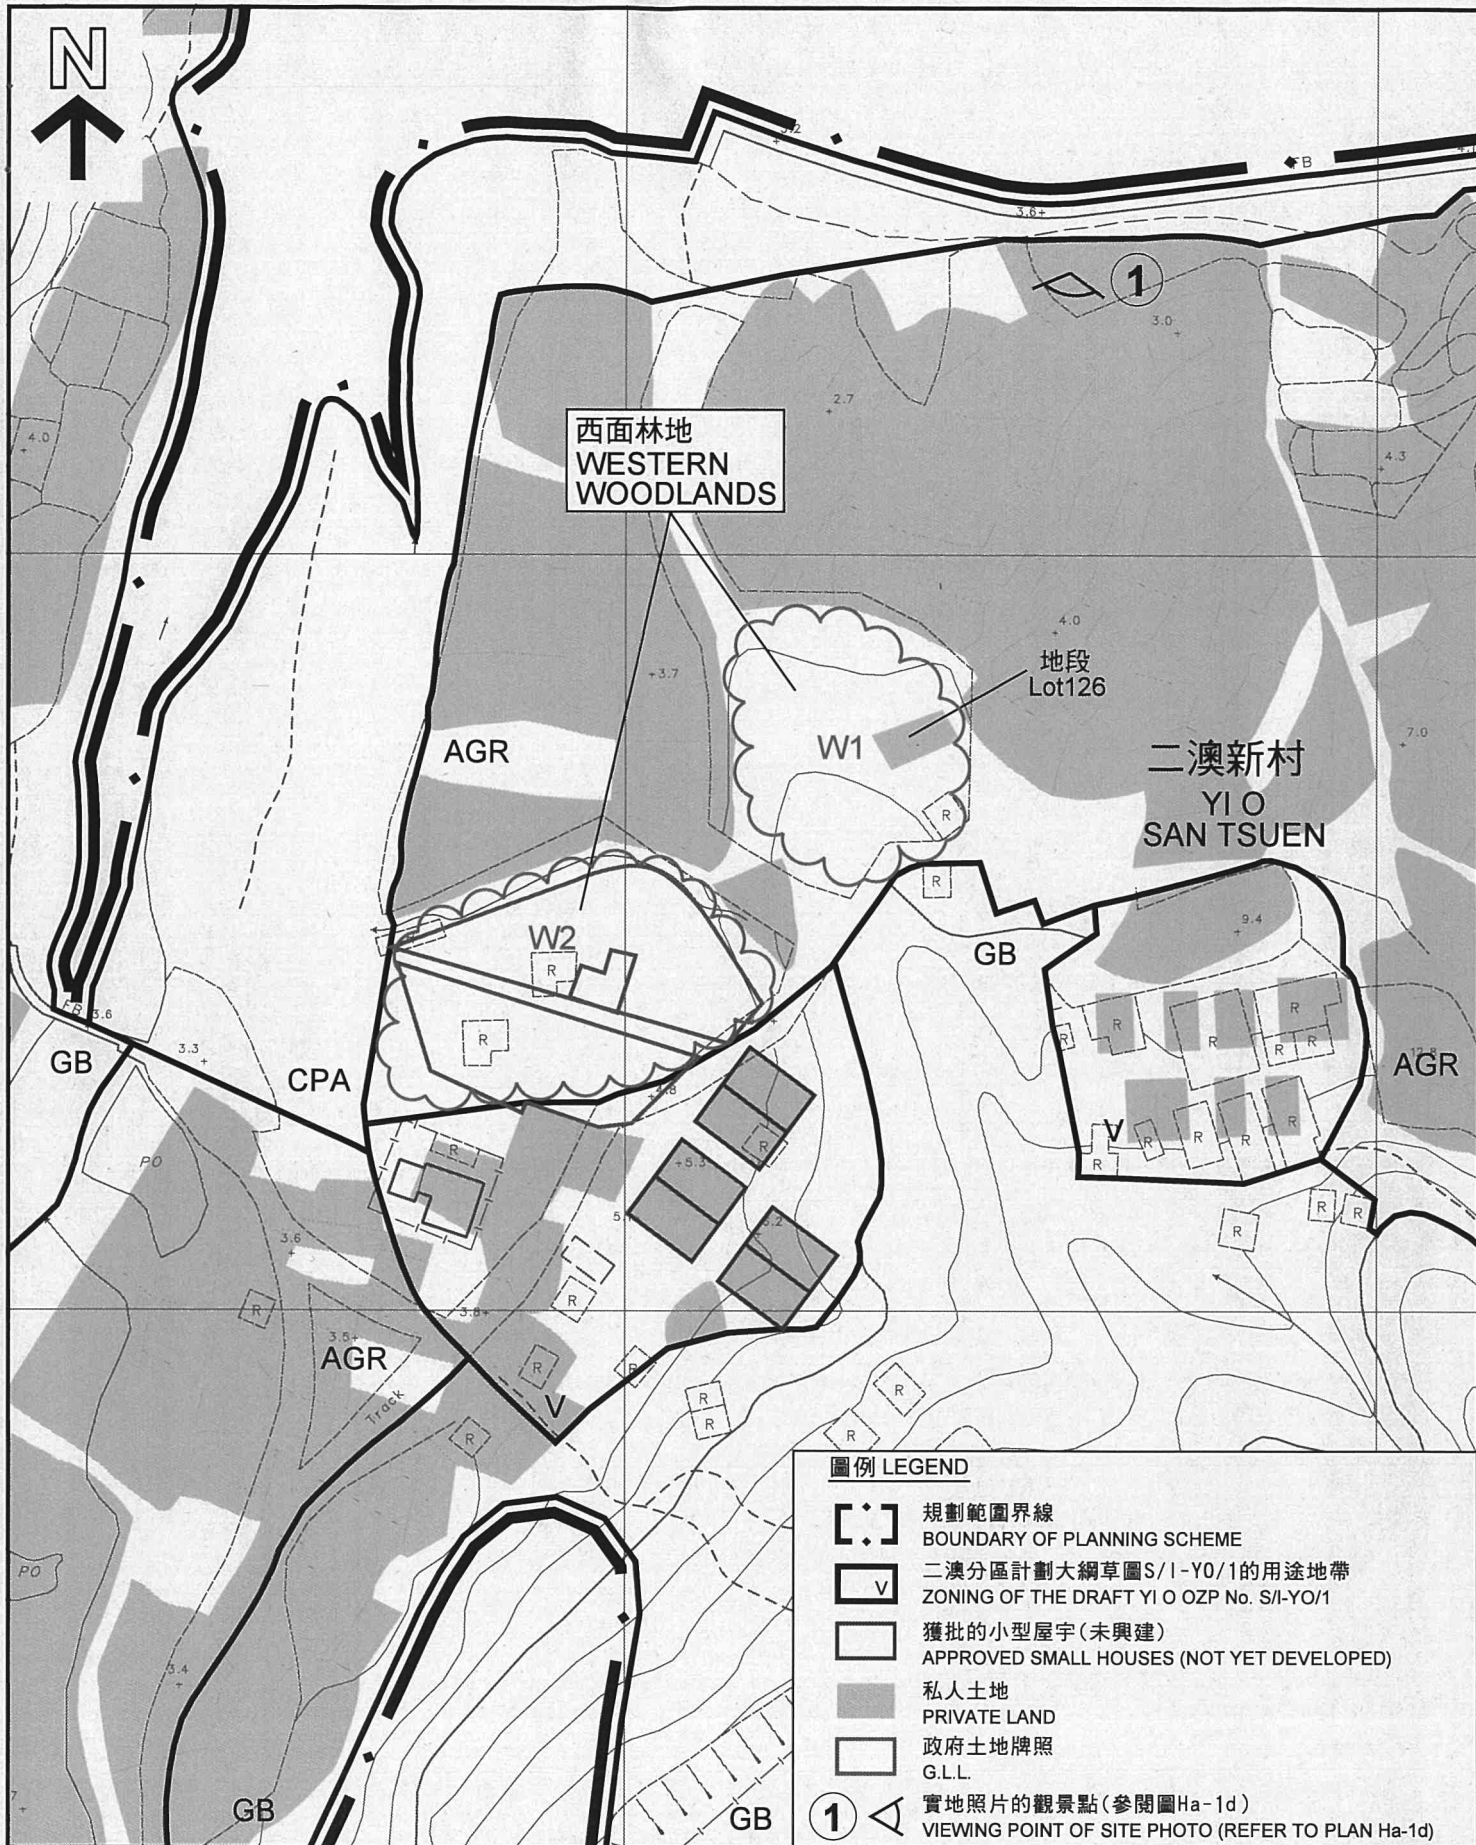 N
3.2
FB
4.1
3.6
1
3.0
2.7
4.0
4.3
西面林地
WESTERN
WOODLANDS
4.0
3.7
地段
Lot126
7.0
AGR
W1
二澳新村
YI O
SAN TSUEN
R
R
W2
R
GB
9.4
FB
3.6
R
R
R
R
R
R
GB
3.3
CPA
12.8
AGR
4.8
V
R
R
R
R
R
R
PO
R
R
5.3
R
R
R
3.6
5.2
R
R
3.8
3.5
AGR
R
R
R
R
R
Track
V
R
R
PO
3.4
7
GB
GB
圖例 LEGEND
規劃範圍界線
BOUNDARY OF PLANNING SCHEME
V
二澳分區計劃大綱草圖S/I-YO/1的用途地帶
ZONING OF THE DRAFT YI O OZP No. S/I-YO/1
獲批的小型屋宇(未興建)
APPROVED SMALL HOUSES (NOT YET DEVELOPED)
私人土地
PRIVATE LAND
政府土地牌照
G.L.L.
1
實地照片的觀景點(參閱圖Ha-1d)
VIEWING POINT OF SITE PHOTO (REFER TO PLAN Ha-1d)